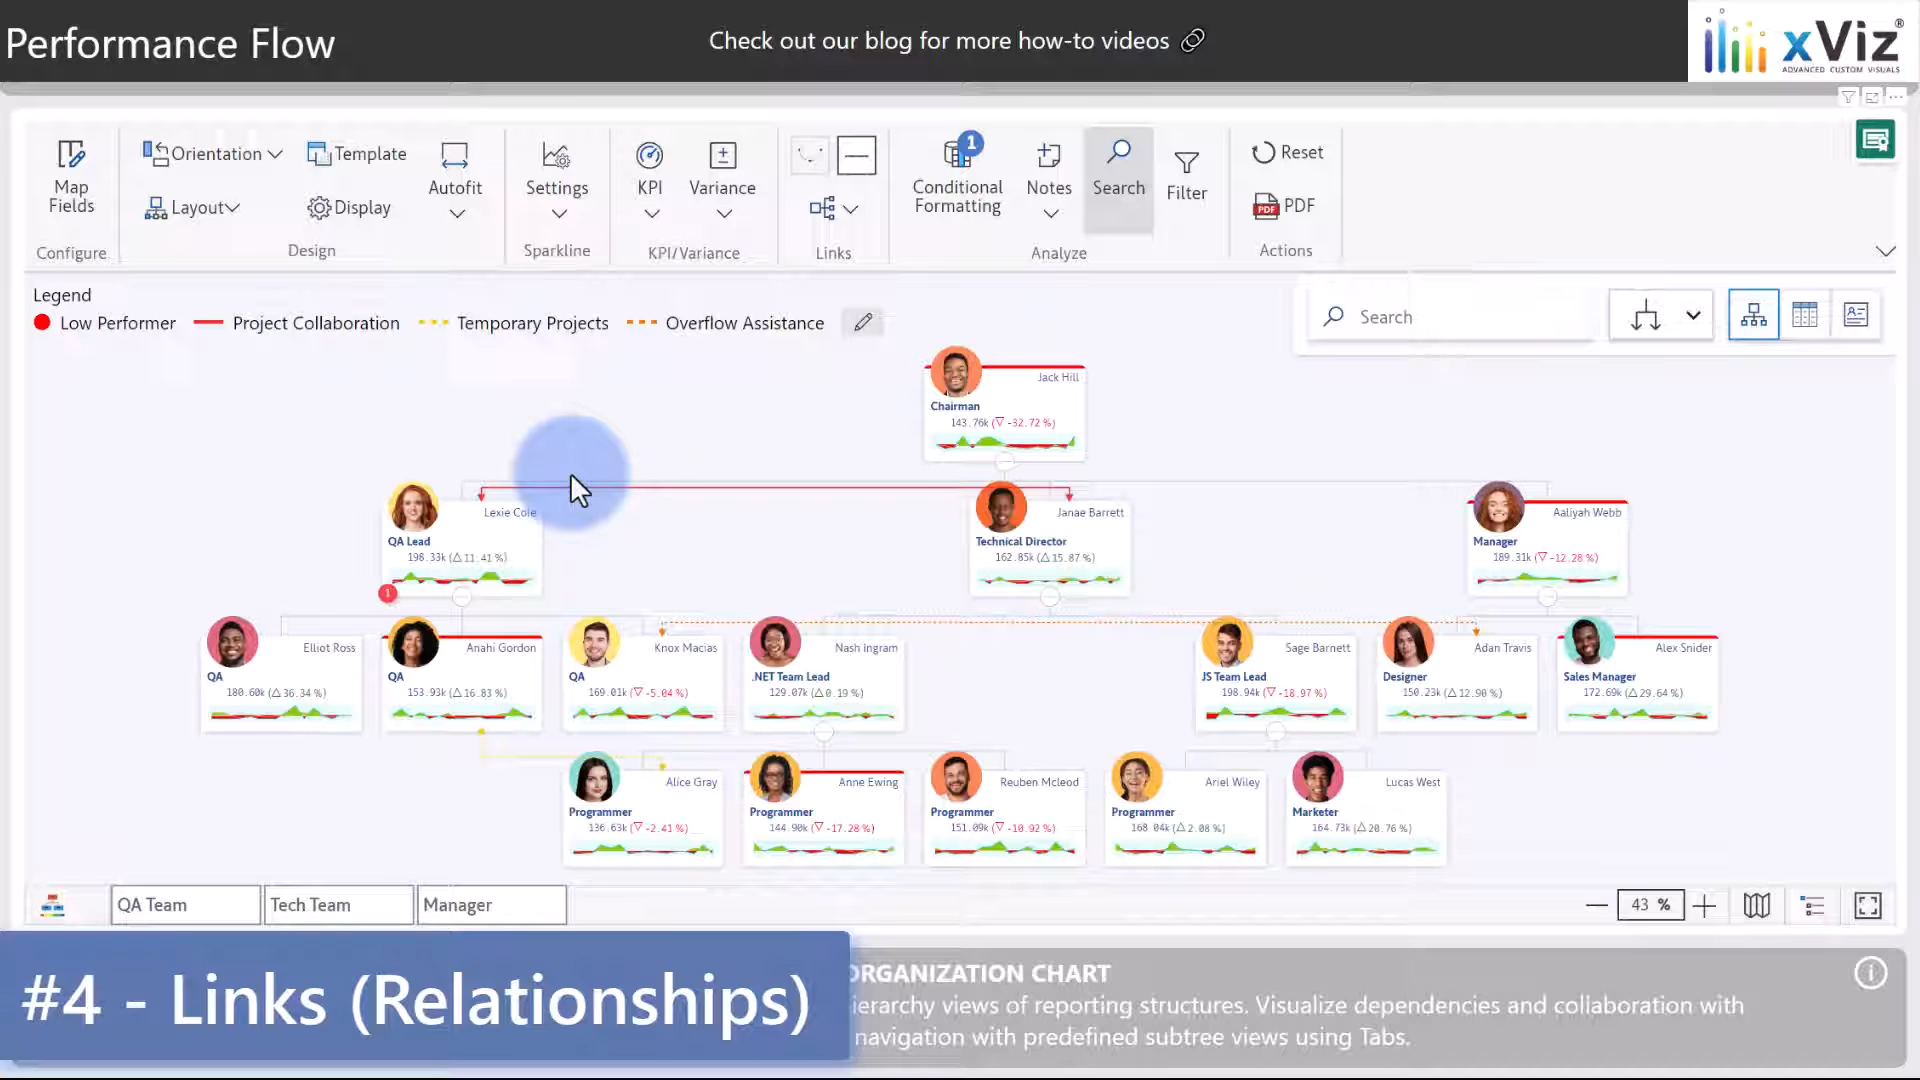 Performance Flow
Check out our blog for more how-to videos
xViz®
ADVANCED CUSTOM VISUALS
Map Fields
Configure
Orientation
Template
Layout
Display
Autofit
Design
Settings
Sparkline
KPI
Variance
KPI/Variance
Links
1
Conditional Formatting
Notes
Search
Filter
Analyze
Reset
PDF
PDF
Actions
Legend
Low Performer
Project Collaboration
Temporary Projects
Overflow Assistance
Search
Jack Hill
Chairman
143.76k (▽ -32.72 %)
Lexie Cole
QA Lead
198.33k (△11.41 %)
1
Janae Barrett
Technical Director
162.85k (△15.87 %)
Aaliyah Webb
Manager
189.31k (▽ -12.28 %)
Elliot Ross
QA
180.60k (△36.34 %)
Anahi Gordon
QA
153.93k (△16.83 %)
Knox Macias
QA
169.01k (▽ -5.04 %)
Nash Ingram
.NET Team Lead
129.07k (△0.19 %)
Sage Barnett
JS Team Lead
198.94k (▽ -18.97 %)
Adan Travis
Designer
150.23k (△12.90 %)
Alex Snider
Sales Manager
172.69k (△29.64 %)
Alice Gray
Programmer
136.63k (▽ -2.41 %)
Anne Ewing
Programmer
144.90k (▽ -17.28 %)
Reuben Mcleod
Programmer
151.09k (▽ -10.92 %)
Ariel Wiley
Programmer
168 04k (△2.08 %)
Lucas West
Marketer
164.73k (△20.76 %)
QA Team
Tech Team
Manager
43 %
#4 - Links (Relationships)
ORGANIZATION CHART
ierarchy views of reporting structures. Visualize dependencies and collaboration with
navigation with predefined subtree views using Tabs.